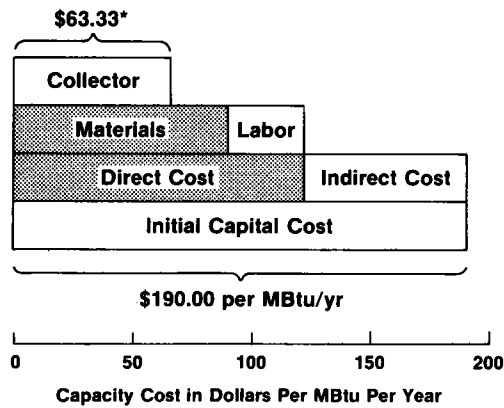 $63.33*
Collector
Materials Labor
Direct Cost Indirect Cost
Initial Capital Cost
$190.00 per MBtu/yr
0 50 100 150 200
Capacity Cost in Dollars Per MBtu Per Year